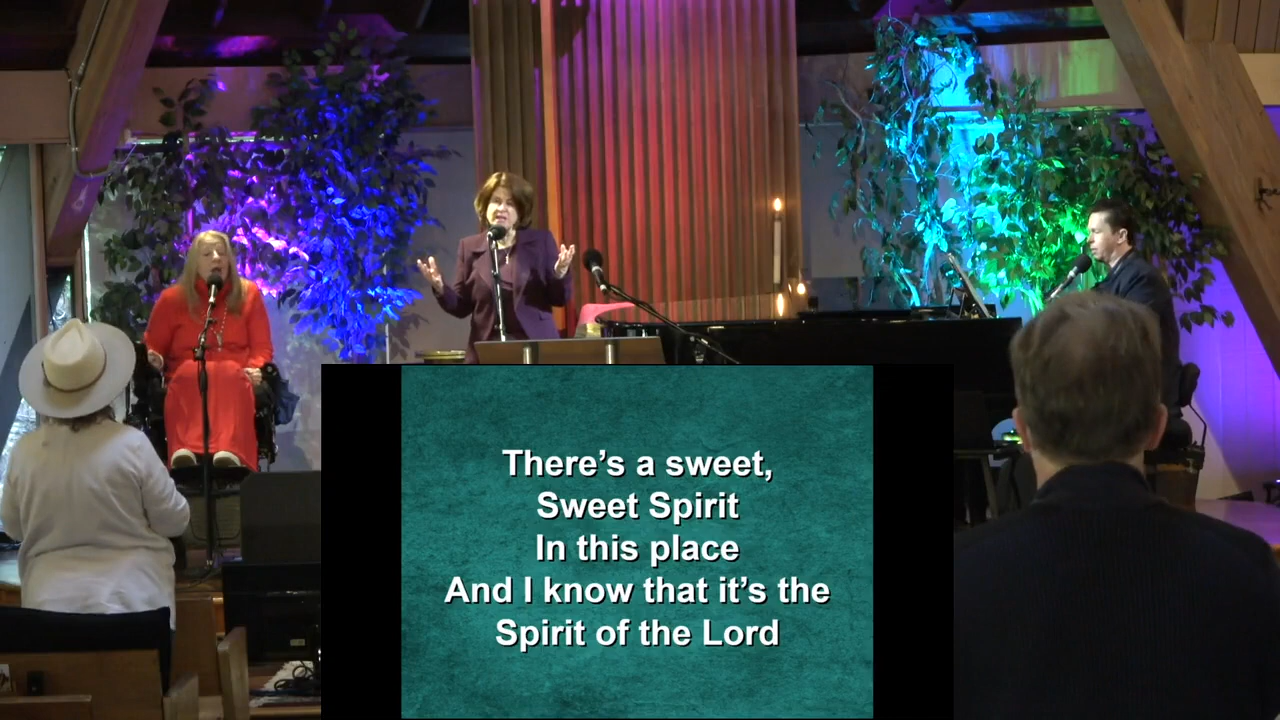 There’s a sweet,
Sweet Spirit
In this place
And I know that it’s the
Spirit of the Lord